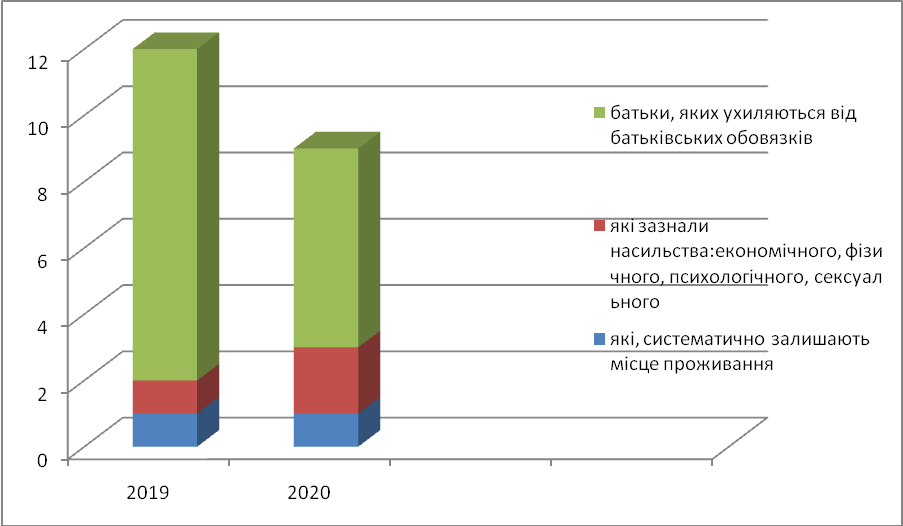 12
10
8
6
4
2
0
2019
2020
батьки, яких ухиляються від
батьківських обовязків
які зазнали
насильства:економічного, фізи
чного, психологічного, сексуал
ьного
які, систематично залишають
місце проживання